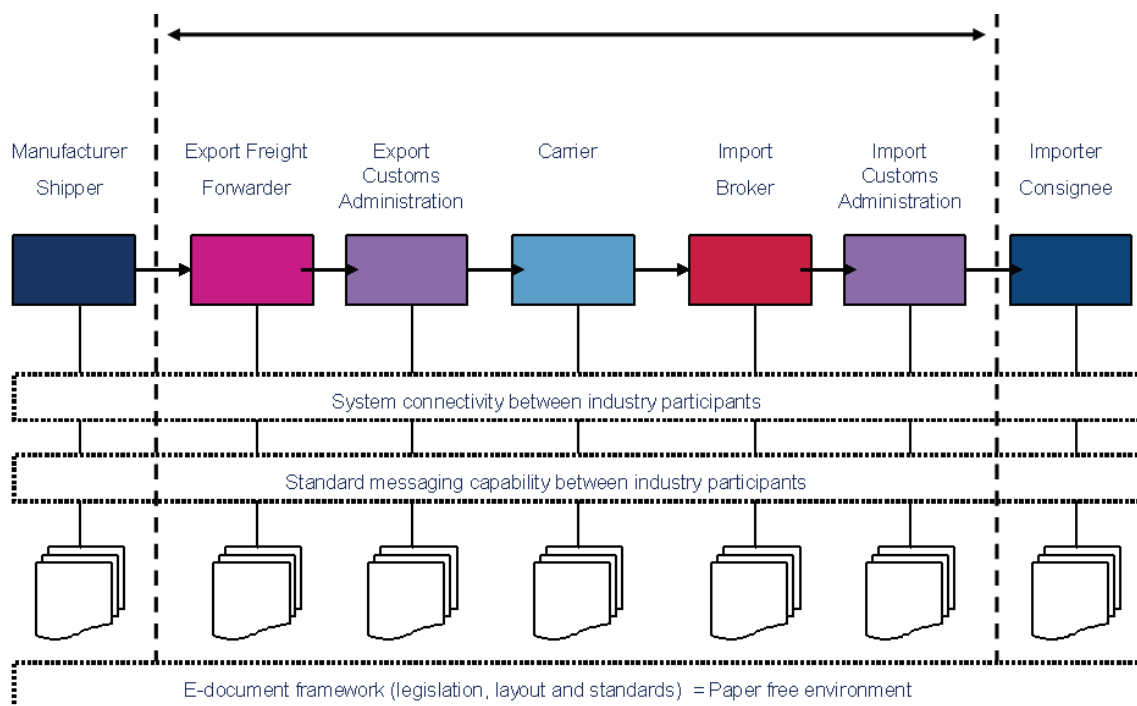 Manufacturer
Shipper
Export Freight
Forwarder
Export
Customs
Administration
Carrier
Import
Broker
Import
Customs
Administration
Importer
Consignee
System connectivity between industry participants
Standard messaging capability between industry participants
E-document framework (legislation, layout and standards) = Paper free environment